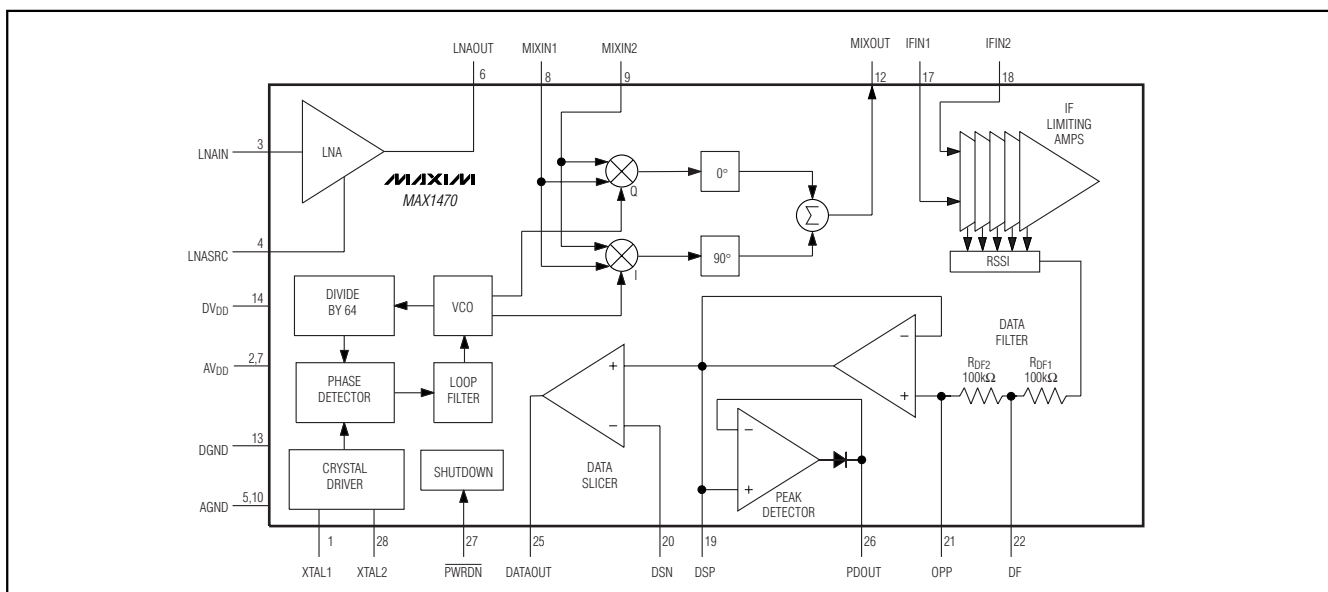 LNAOUT
6
MIXIN1
8
MIXIN2
9
MIXOUT
12
IFIN1
17
IFIN2
18
IF
LIMITING
AMPS
LNAIN
3
LNA
MAXIM
MAX1470
Q
0°
Σ
LNASRC
4
I
90°
RSSI
DVDD
14
DIVIDE
BY 64
VCO
DATA
FILTER
AVDD
2,7
PHASE
DETECTOR
LOOP
FILTER
+
−
−
+
RDF2
100kΩ
RDF1
100kΩ
DGND
13
CRYSTAL
DRIVER
SHUTDOWN
DATA
SLICER
−
+
PEAK
DETECTOR
AGND
5,10
1
28
27
25
20
19
26
21
22
XTAL1
XTAL2
PWRDN
DATAOUT
DSN
DSP
PDOUT
OPP
DF